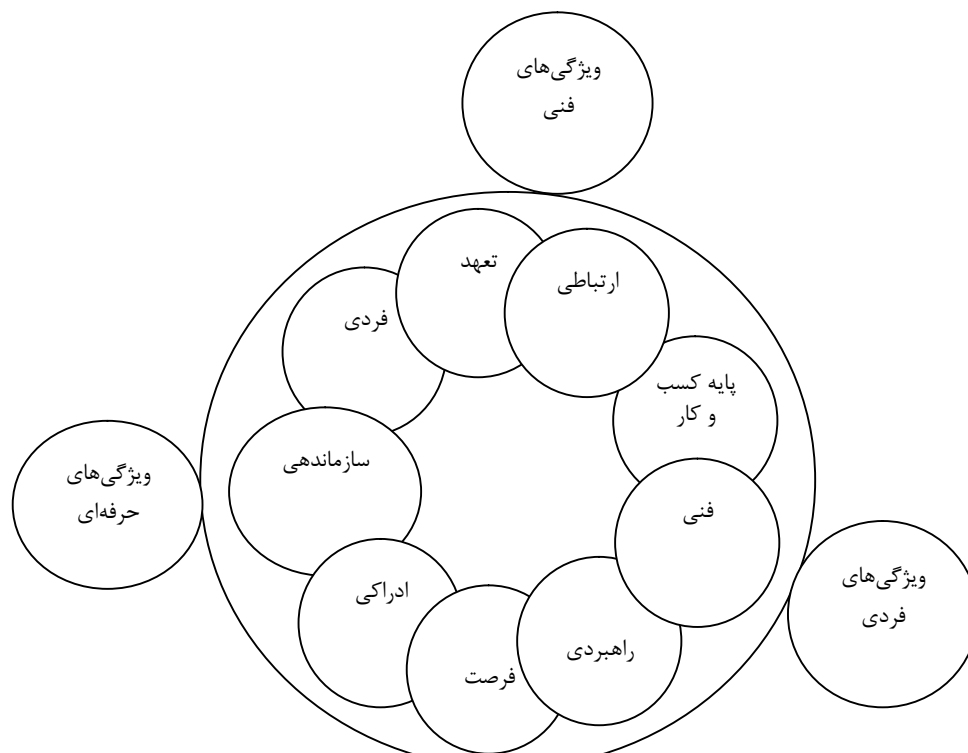 ویژگی‌های
فنی
تعهد
ارتباطی
فردی
پایه کسب
و کار
سازماندهی
ویژگی‌های
حرفه‌ای
فنی
ادراکی
ویژگی‌های
فردی
راهبردی
فرصت